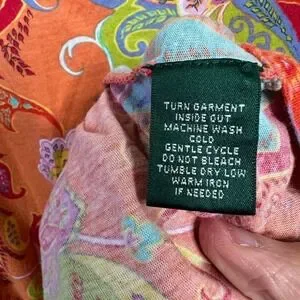 TURN GARMENT
INSIDE OUT
MACHINE WASH
COLD
GENTLE CYCLE
DO NOT BLEACH
TUMBLE DRY LOW
WARM IRON
IF NEEDED